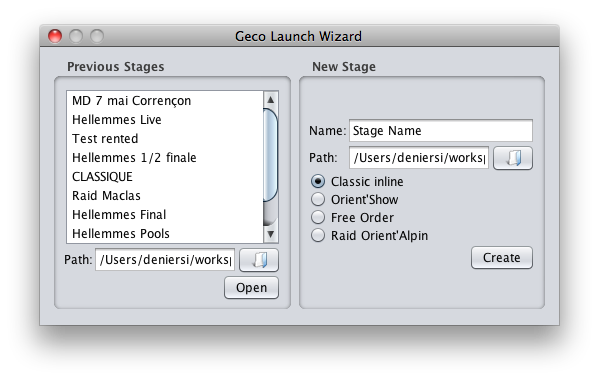 Geco Launch Wizard
Previous Stages
MD 7 mai Corrençon
Hellemmes Live
Test rented
Hellemmes 1/2 finale
CLASSIQUE
Raid Maclas
Hellemmes Final
Hellemmes Pools
Path: /Users/deniersi/worksp
Open
New Stage
Name: Stage Name
Path: /Users/deniersi/worksp
Classic inline
Orient'Show
Free Order
Raid Orient'Alpin
Create